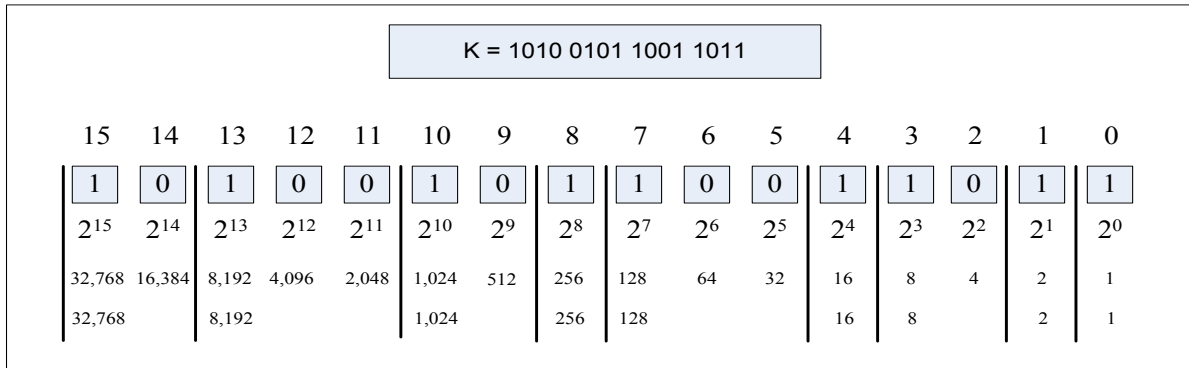 K = 1010 0101 1001 1011
15 14 13 12 11 10 9 8 7 6 5 4 3 2 1 0
1 0 1 0 0 1 0 1 1 0 0 1 1 0 1 1
2¹⁵ 2¹⁴ 2¹³ 2¹² 2¹¹ 2¹⁰ 2⁹ 2⁸ 2⁷ 2⁶ 2⁵ 2⁴ 2³ 2² 2¹ 2⁰
32,768 16,384 8,192 4,096 2,048 1,024 512 256 128 64 32 16 8 4 2 1
32,768 8,192 1,024 256 128 16 8 2 1